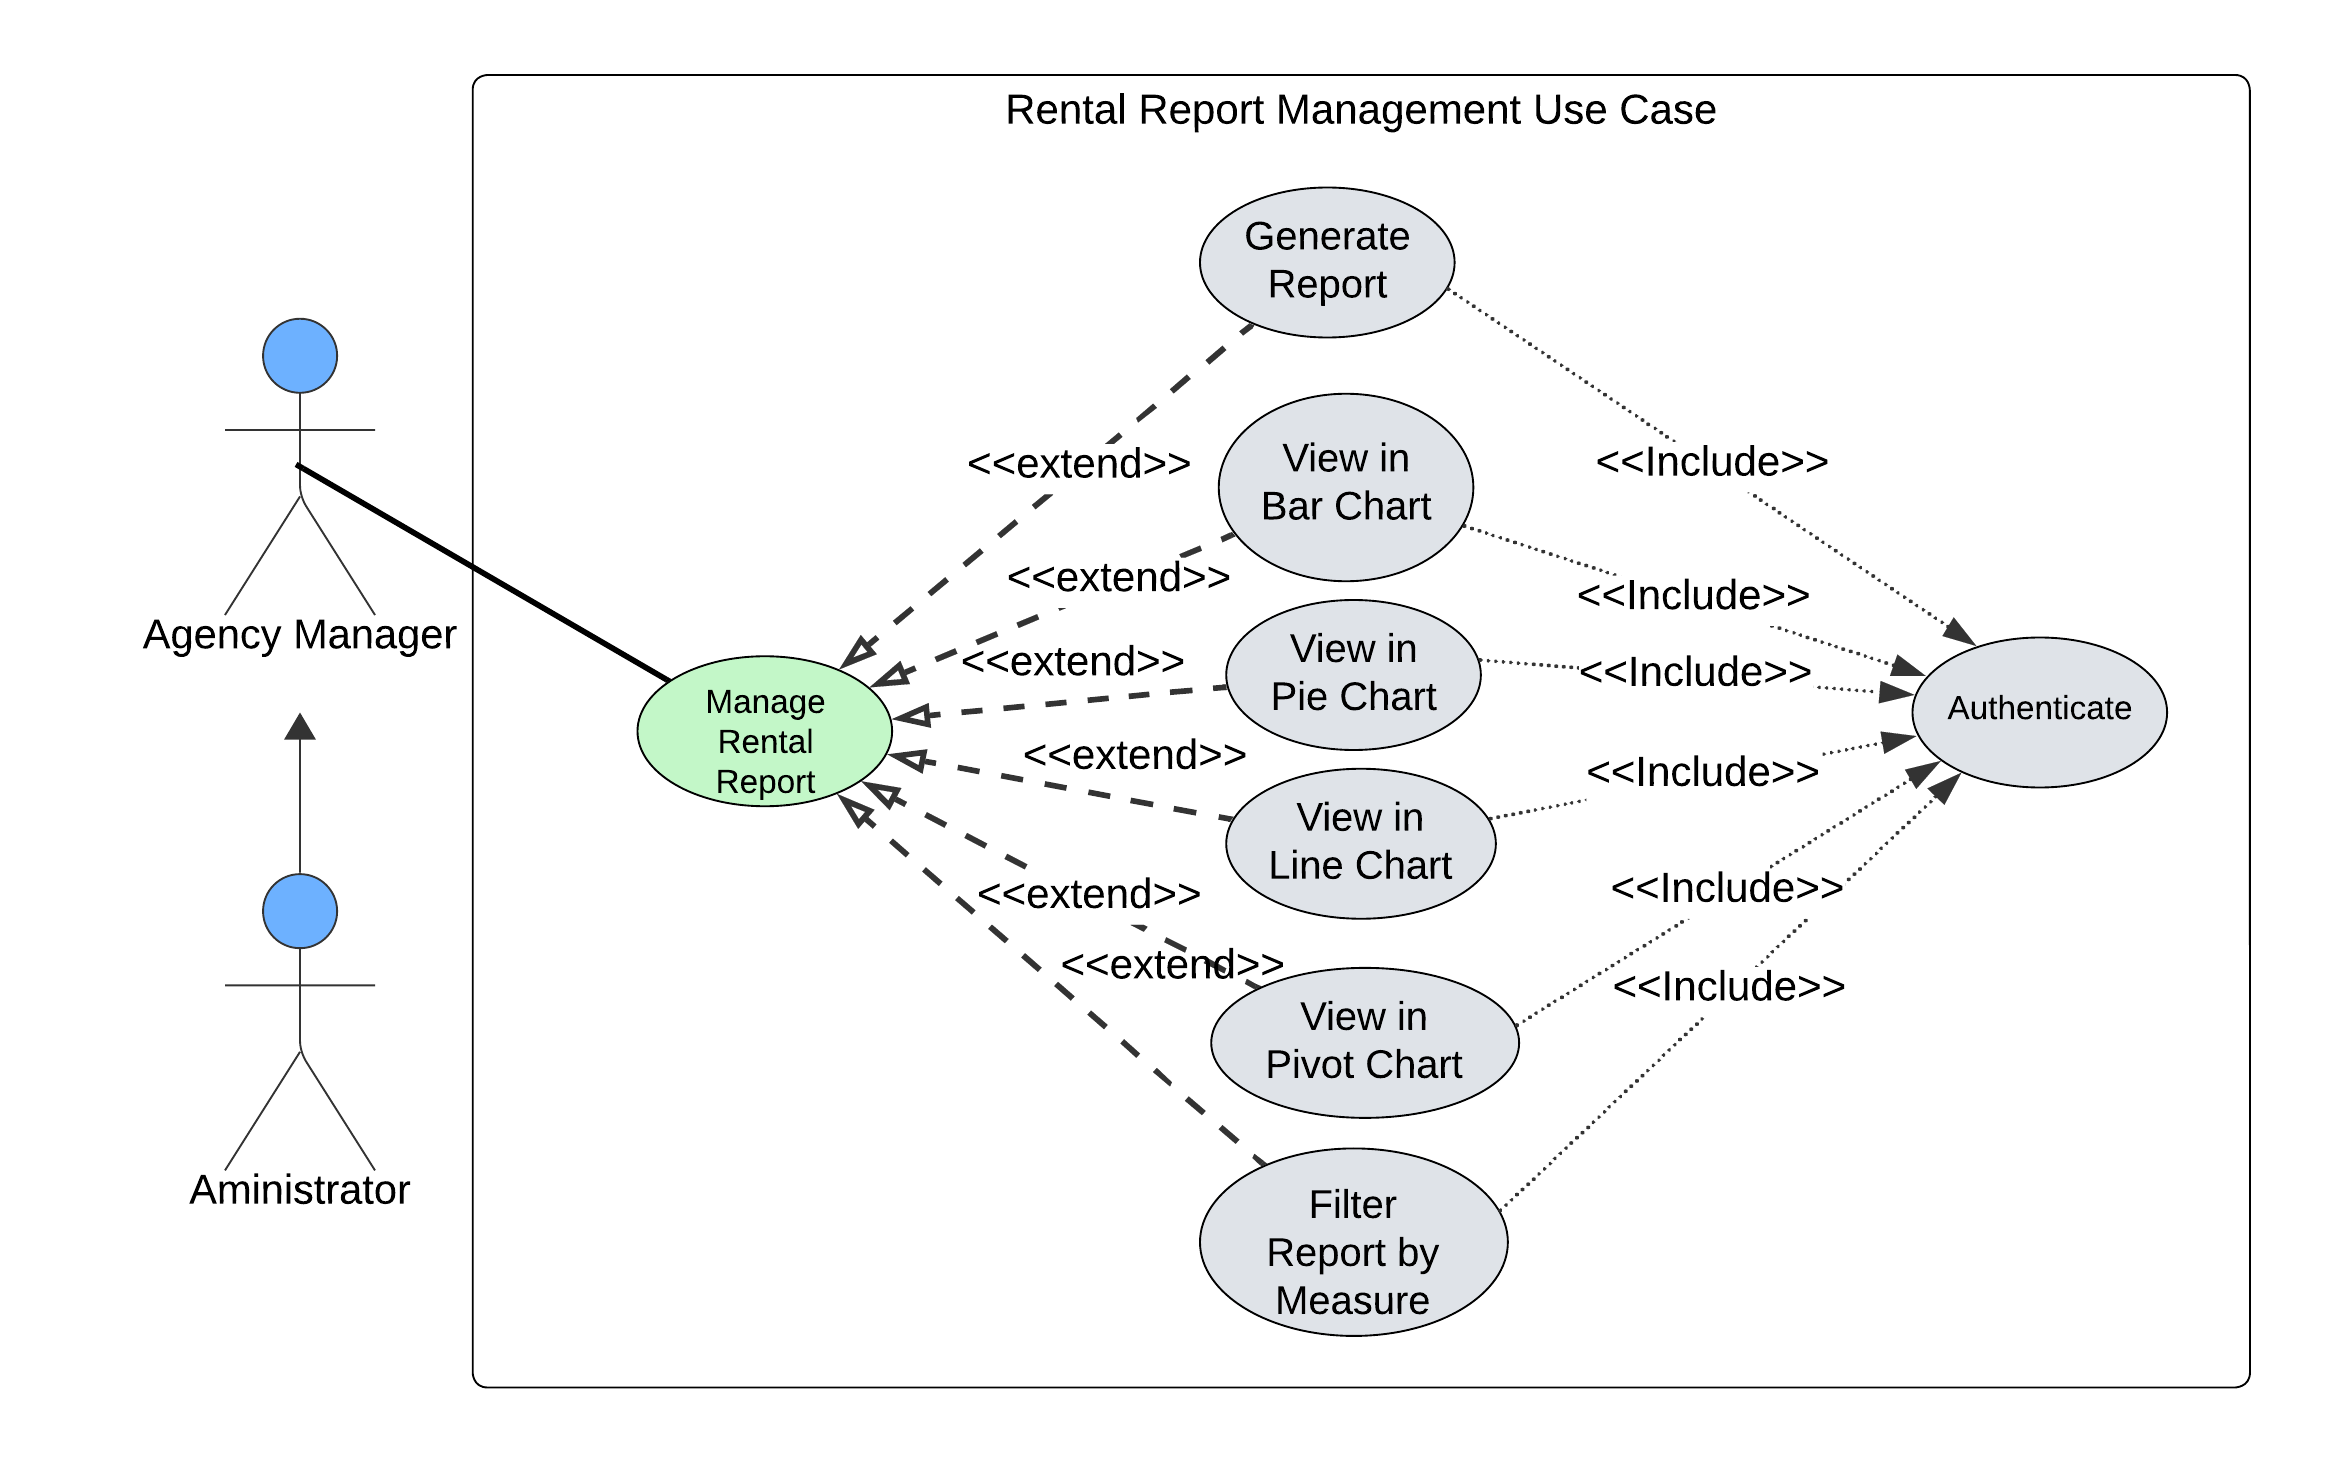 Rental Report Management Use Case
Generate
Report
<<extend>>
<<Include>>
View in
Bar Chart
<<extend>>
<<Include>>
Agency Manager
View in
Pie Chart
<<extend>>
<<Include>>
Manage
Rental
Report
Authenticate
<<extend>>
<<Include>>
View in
Line Chart
<<extend>>
<<Include>>
<<extend>>
<<Include>>
View in
Pivot Chart
Aministrator
Filter
Report by
Measure